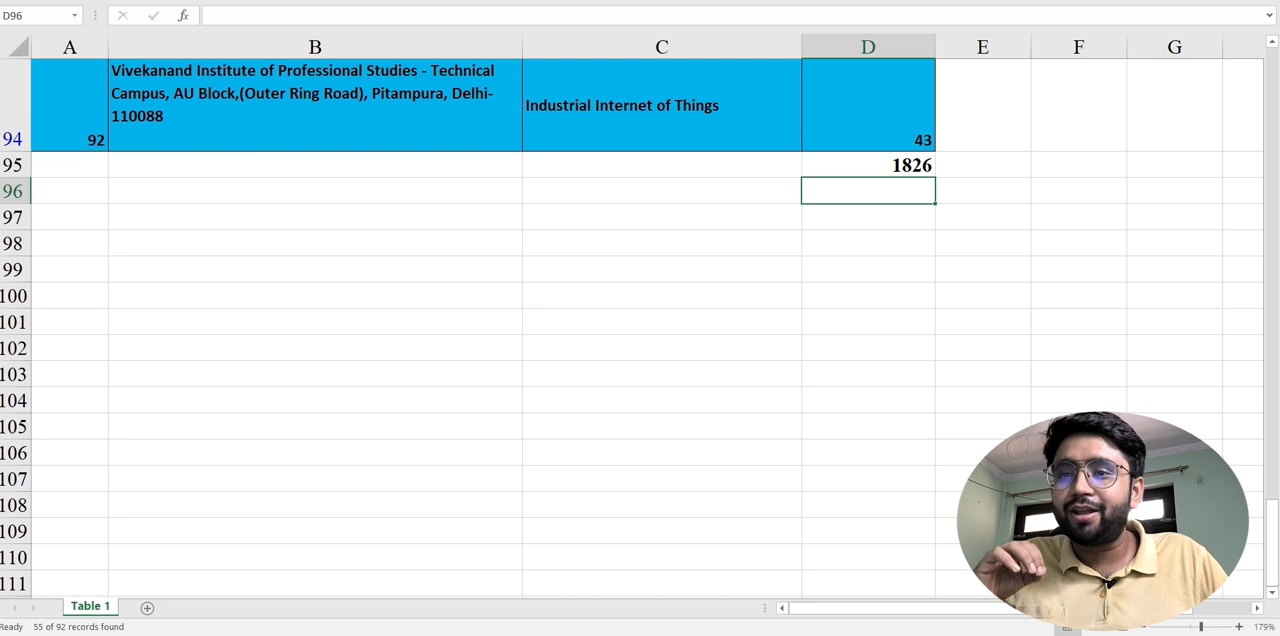 D96
fx
A B C D E F G
Vivekanand Institute of Professional Studies - Technical
Campus, AU Block,(Outer Ring Road), Pitampura, Delhi-
110088
Industrial Internet of Things
94 92 43
95 1826
96
97
98
99
100
101
102
103
104
105
106
107
108
109
110
111
Table 1
Ready 55 of 92 records found 179%